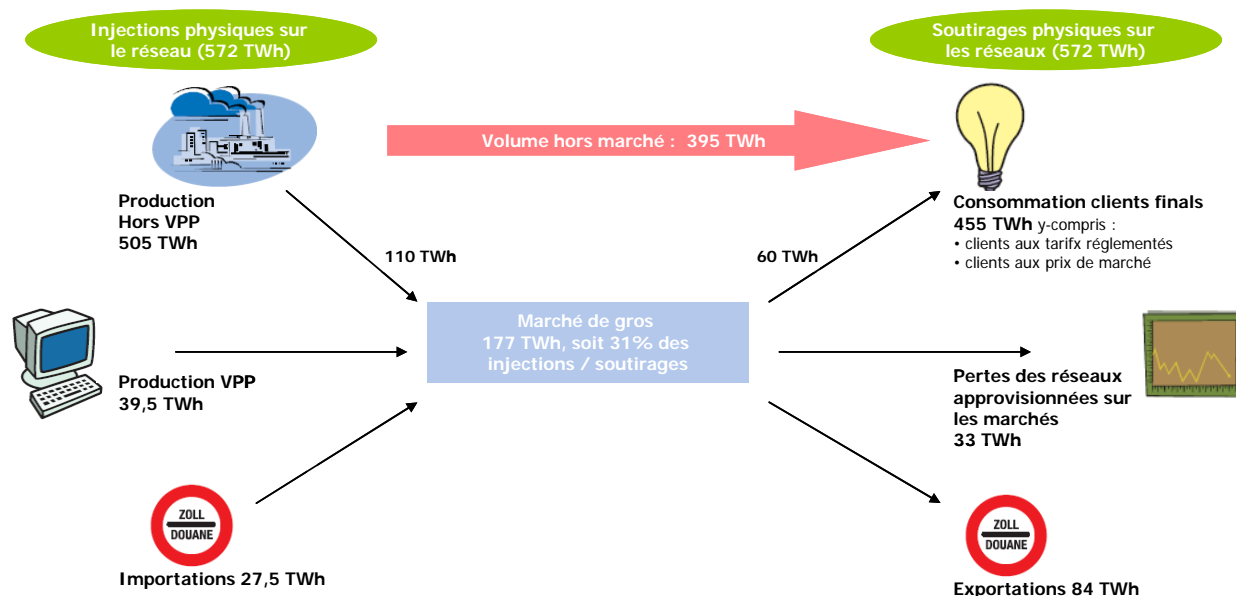 Injections physiques sur
le réseau (572 TWh)
Soutirages physiques sur
les réseaux (572 TWh)
Volume hors marché : 395 TWh
Production
Hors VPP
505 TWh
Consommation clients finals
455 TWh y-compris :
• clients aux tarifx réglementés
• clients aux prix de marché
110 TWh
60 TWh
Marché de gros
177 TWh, soit 31% des
injections / soutirages
Production VPP
39,5 TWh
Pertes des réseaux
approvisionnées sur
les marchés
33 TWh
ZOLL
DOUANE
Importations 27,5 TWh
ZOLL
DOUANE
Exportations 84 TWh